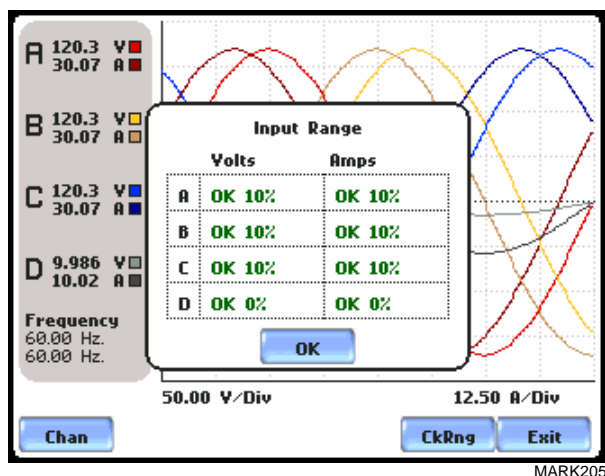 A 120.3 V
30.07 A
B 120.3 V
30.07 A
C 120.3 V
30.07 A
D 9.986 V
10.02 A
Frequency
60.00 Hz.
60.00 Hz.
Input Range
Volts Amps
A OK 10% OK 10%
B OK 10% OK 10%
C OK 10% OK 10%
D OK 0% OK 0%
OK
50.00 V/Div 12.50 A/Div
Chan CkRng Exit
MARK205